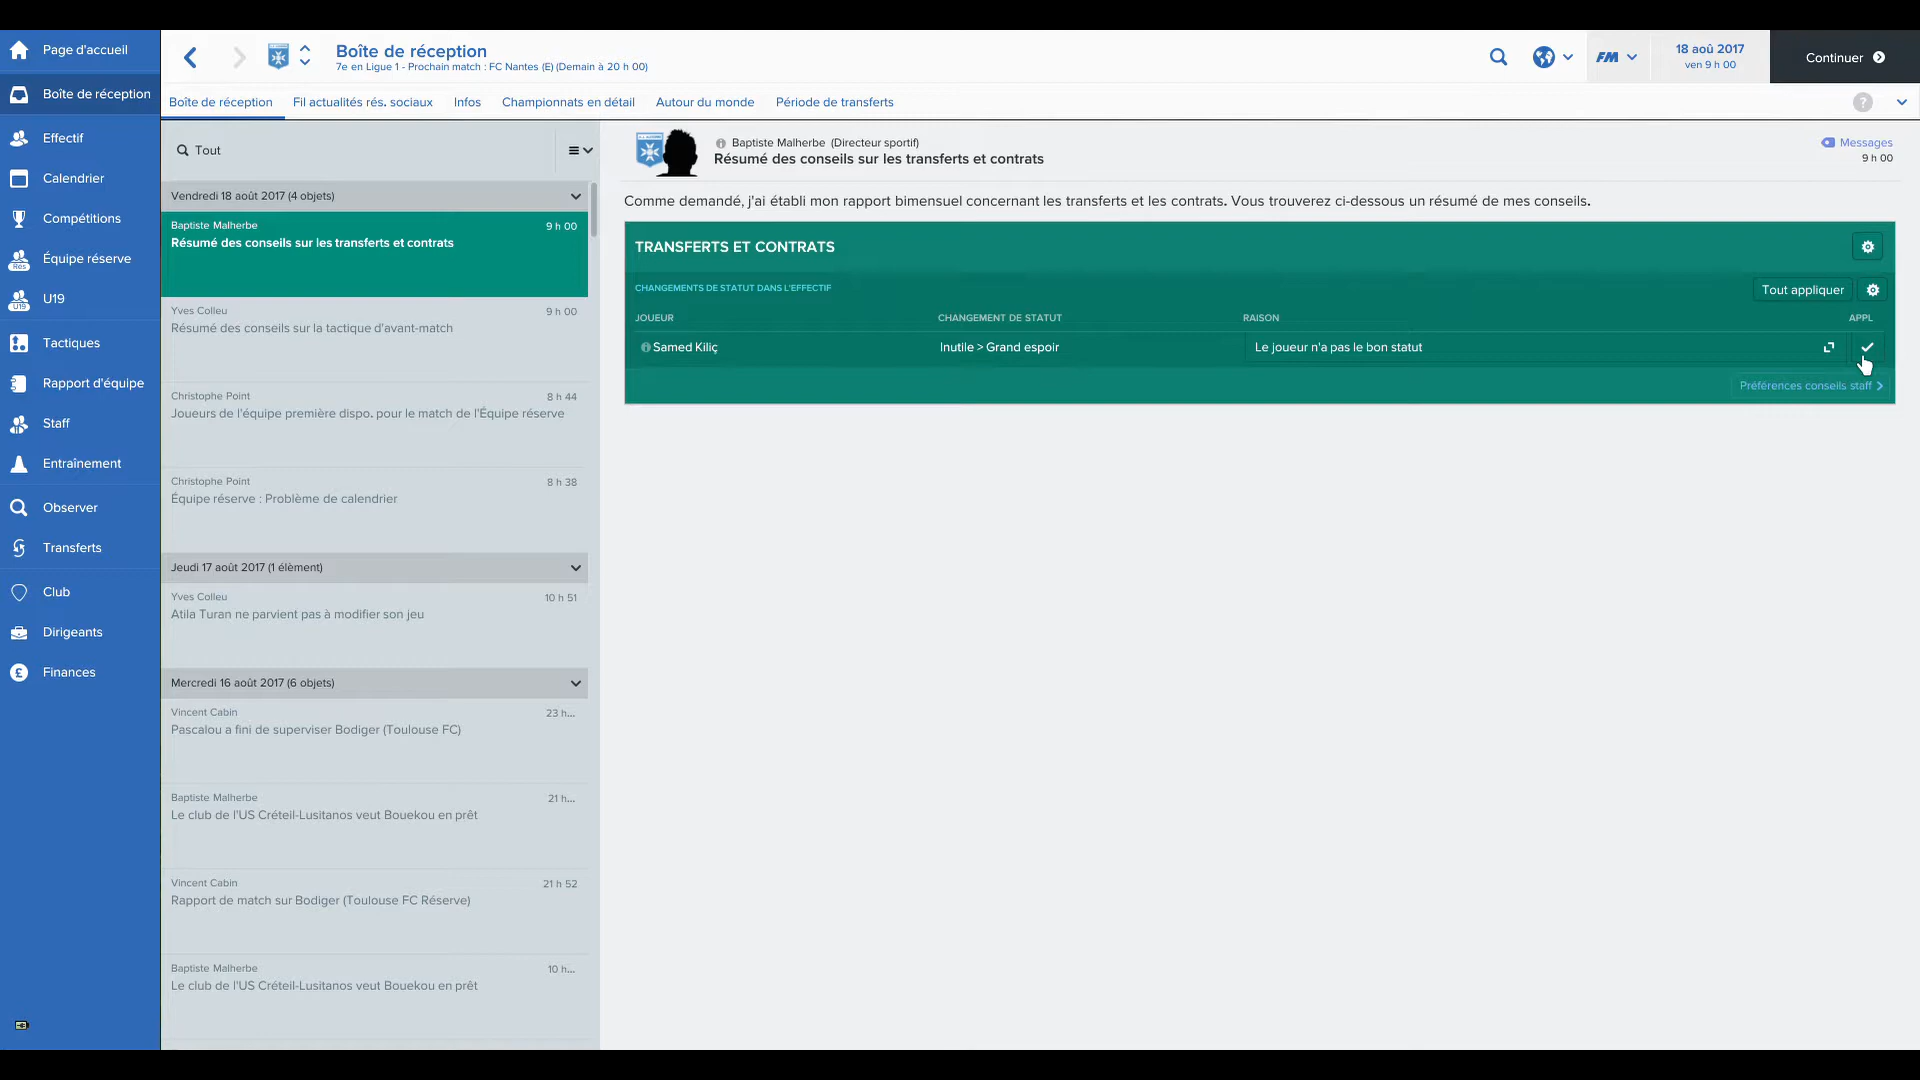 Page d'accueil
Boîte de réception
Effectif
Calendrier
Compétitions
Équipe réserve
U19
Tactiques
Rapport d'équipe
Staff
Entraînement
Observer
Transferts
Club
Dirigeants
Finances
Boîte de réception
7e en Ligue 1 - Prochain match : FC Nantes (E) (Demain à 20 h 00)
FM
18 aoû 2017
ven 9 h 00
Continuer
Boîte de réception Fil actualités rés. sociaux Infos Championnats en détail Autour du monde Période de transferts
?
Tout
Vendredi 18 août 2017 (4 objets)
Baptiste Malherbe 9 h 00
Résumé des conseils sur les transferts et contrats
Yves Colleu 9 h 00
Résumé des conseils sur la tactique d'avant-match
Christophe Point 8 h 44
Joueurs de l'équipe première dispo. pour le match de l'Équipe réserve
Christophe Point 8 h 38
Équipe réserve : Problème de calendrier
Jeudi 17 août 2017 (1 élèment)
Yves Colleu 10 h 51
Atila Turan ne parvient pas à modifier son jeu
Mercredi 16 août 2017 (6 objets)
Vincent Cabin 23 h...
Pascalou a fini de superviser Bodiger (Toulouse FC)
Baptiste Malherbe 21 h...
Le club de l'US Créteil-Lusitanos veut Bouekou en prêt
Vincent Cabin 21 h 52
Rapport de match sur Bodiger (Toulouse FC Réserve)
Baptiste Malherbe 10 h...
Le club de l'US Créteil-Lusitanos veut Bouekou en prêt
Baptiste Malherbe (Directeur sportif)
Résumé des conseils sur les transferts et contrats
Messages
9 h 00
Comme demandé, j'ai établi mon rapport bimensuel concernant les transferts et les contrats. Vous trouverez ci-dessous un résumé de mes conseils.
TRANSFERTS ET CONTRATS
CHANGEMENTS DE STATUT DANS L'EFFECTIF
Tout appliquer
JOUEUR CHANGEMENT DE STATUT RAISON APPL
Samed Kiliç Inutile > Grand espoir Le joueur n'a pas le bon statut
Préférences conseils staff